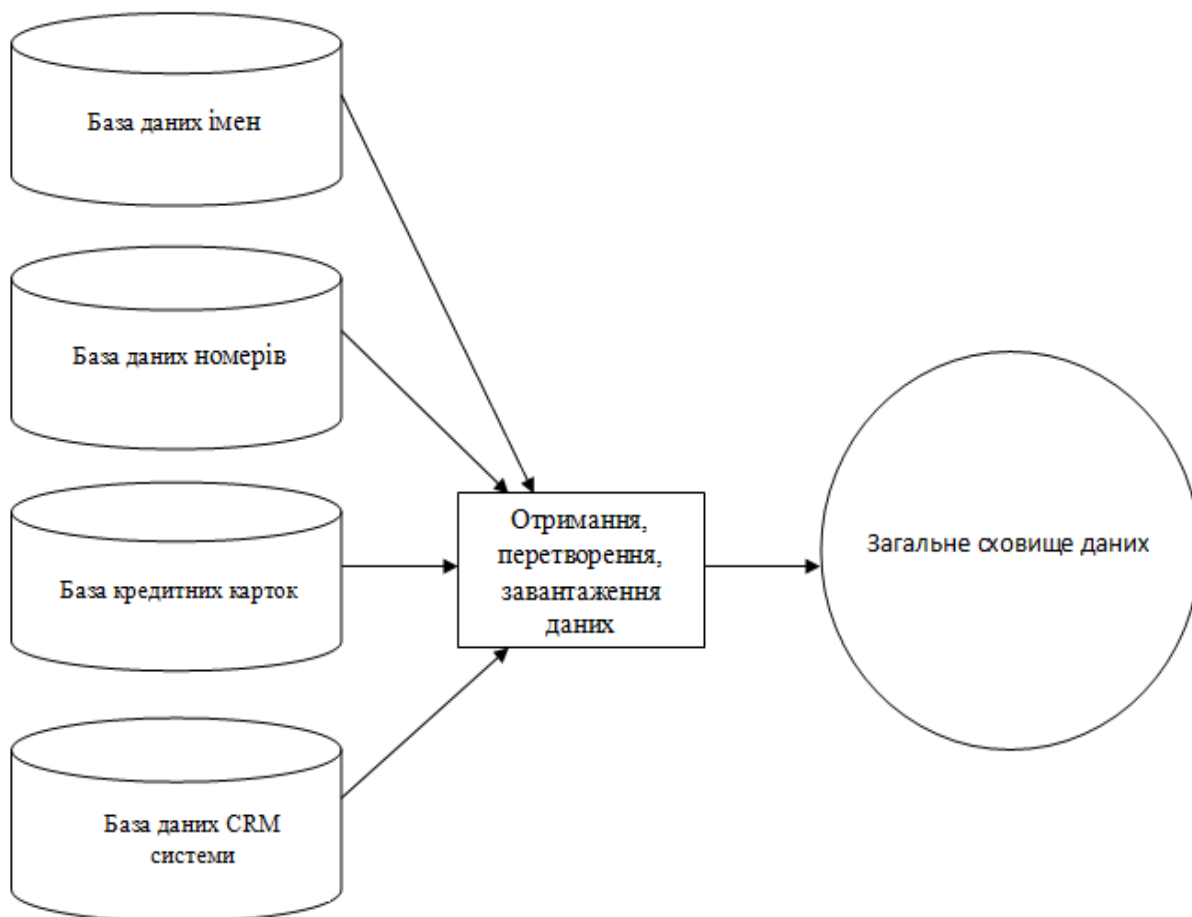 База даних імен
База даних номерів
База кредитних карток
База даних CRM
системи
Отримання,
перетворення,
завантаження
даних
Загальне сховище даних